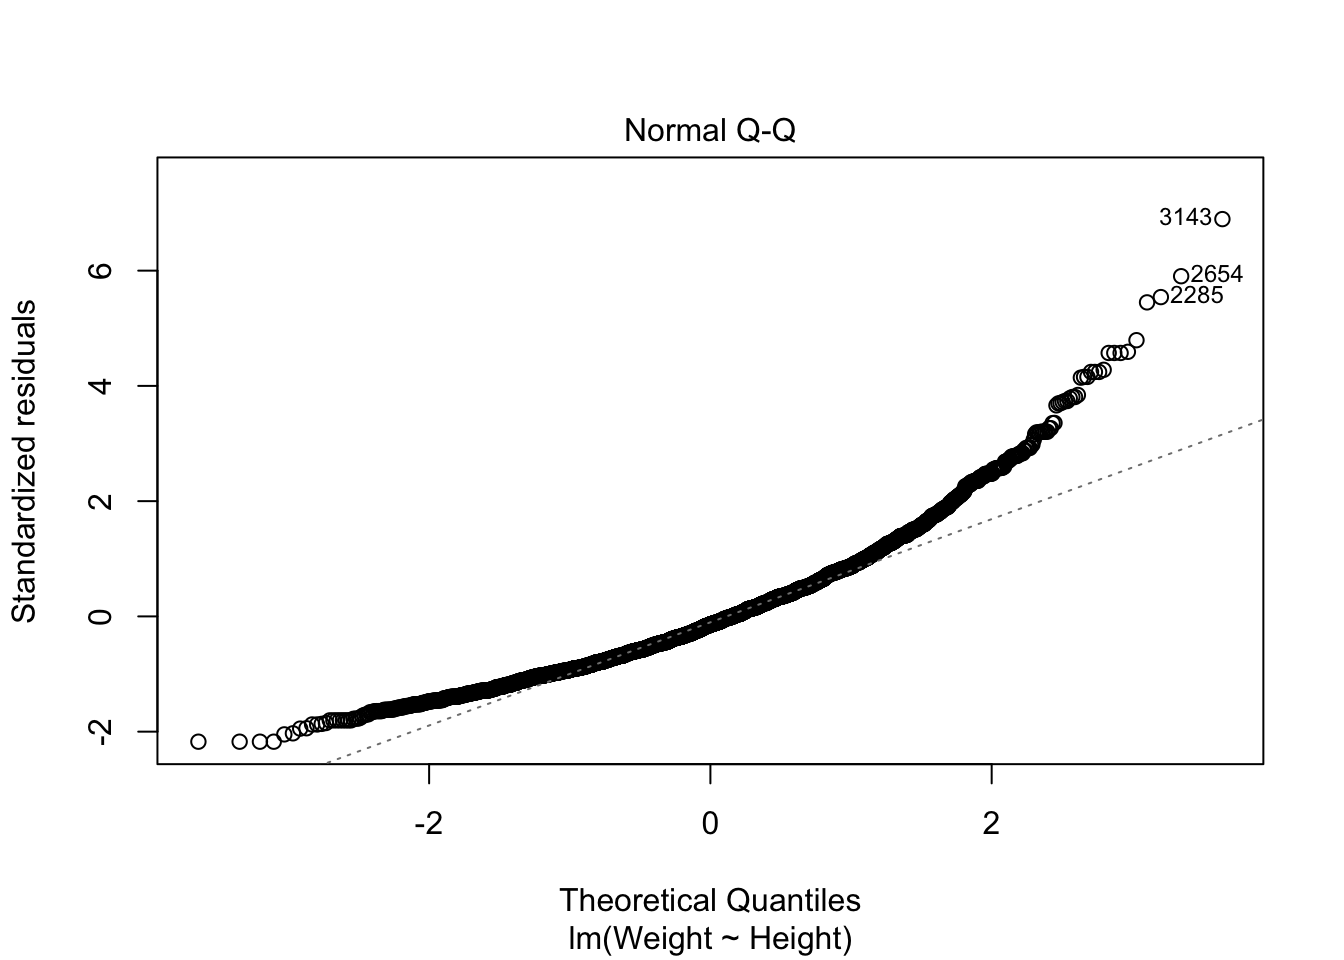 Normal Q-Q
3143
2654
2285
Standardized residuals
6
4
2
0
-2
-2 0 2
Theoretical Quantiles
lm(Weight ~ Height)